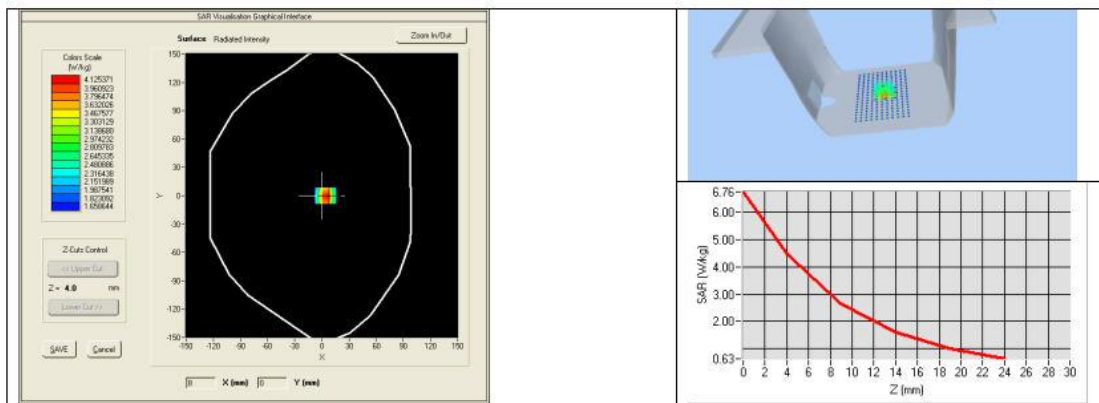 SAR Visualisation Graphical Interface
Surface Radiated Intensity
Zoom In/Out
Colors Scale
(W/kg)
4.125371
3.960923
3.796474
3.632026
3.467577
3.303129
3.138680
2.974232
2.809783
2.645335
2.480886
2.316438
2.151989
1.987541
1.823092
1.658644
150
120
90
60
30
0
-30
-60
-90
-120
-150
Y
-150 -120 -90 -60 -30 0 30 60 90 120 150
X
Z-Cuts Control
<< Upper Cut
Z = 4.0 mm
Lower Cut >>
SAVE Cancel
8 X (mm) 0 Y (mm)
6.76
6.00
5.00
4.00
3.00
2.00
0.63
SAR (W/kg)
0 2 4 6 8 10 12 14 16 18 20 22 24 26 28 30
Z (mm)